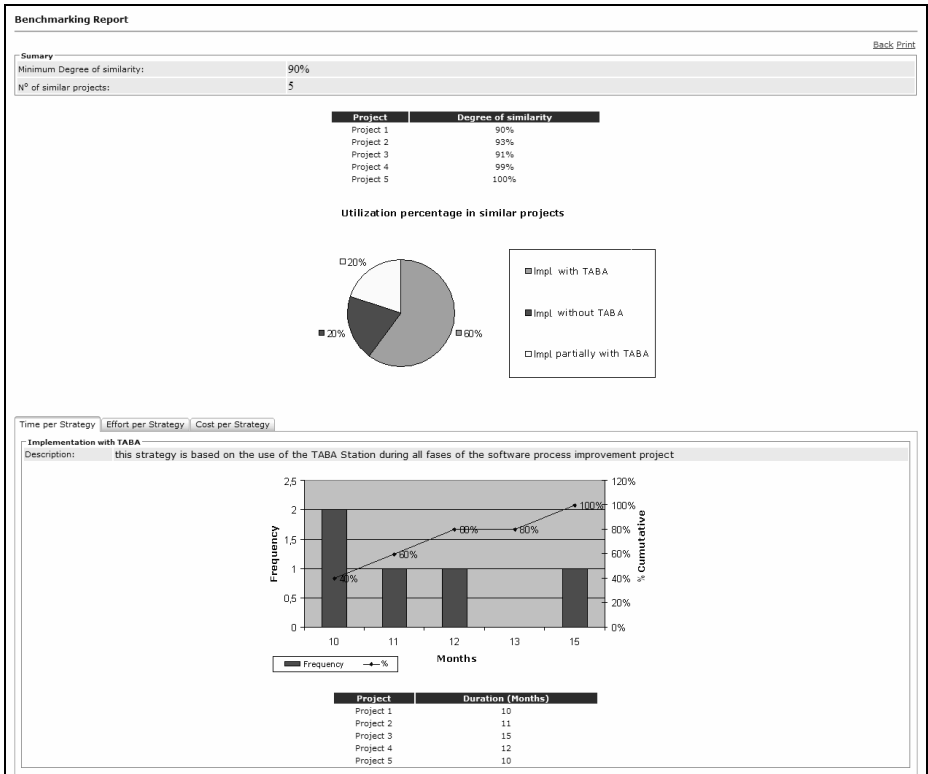 Benchmarking Report
Back Print
Sumary
Minimum Degree of similarity: 90%
Nº of similar projects: 5
Project Degree of similarity
Project 1 90%
Project 2 93%
Project 3 91%
Project 4 99%
Project 5 100%
Utilization percentage in similar projects
20%
20%
60%
Impl with TABA
Impl without TABA
Impl partially with TABA
Time per Strategy Effort per Strategy Cost per Strategy
Implementation with TABA
Description: this strategy is based on the use of the TABA Station during all fases of the software process improvement project
Frequency
2,5
2
1,5
1
0,5
0
40%
60%
80%
80%
100%
120%
100%
80%
60%
40%
20%
0%
% Cumutative
10 11 12 13 15
Months
Frequency %
Project Duration (Months)
Project 1 10
Project 2 11
Project 3 15
Project 4 12
Project 5 10